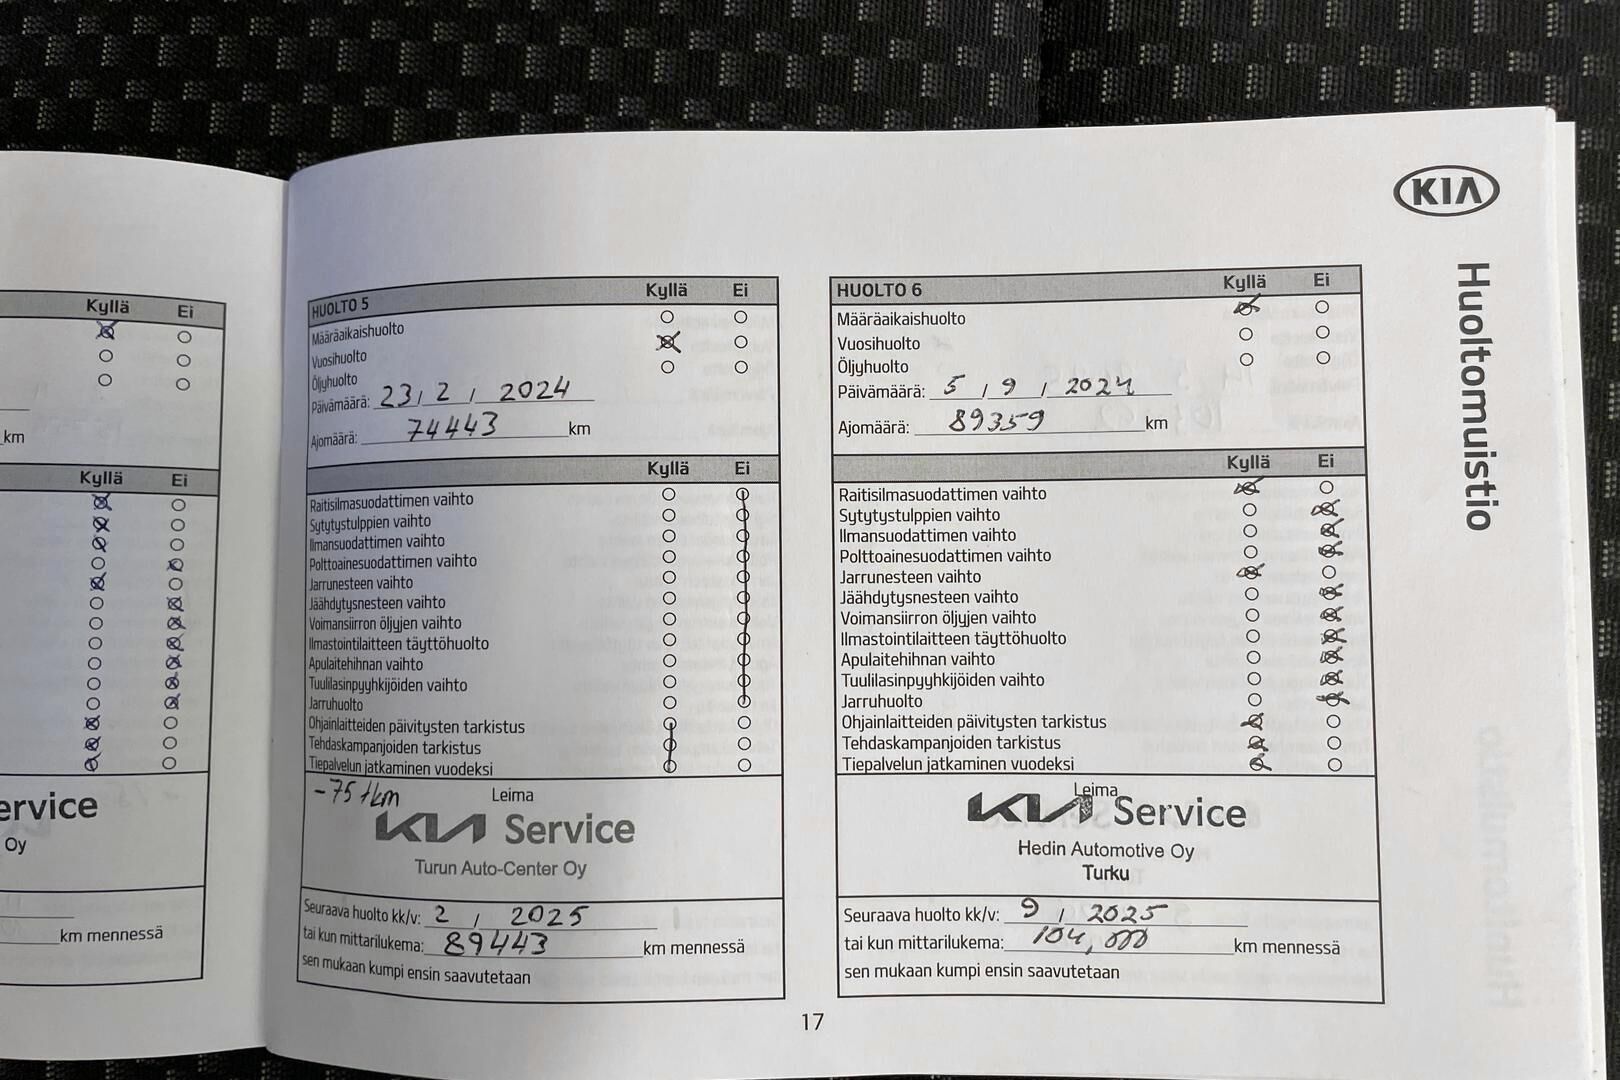 KIA
Huoltomuistio
Kyllä Ei
km
Kyllä Ei
ervice
Oy
km mennessä
HUOLTO 5 Kyllä Ei
Määräaikaishuolto
Vuosihuolto
Öljyhuolto
Päivämäärä: 23 / 2 / 2024
Ajomäärä: 74443 km
Kyllä Ei
Raitisilmasuodattimen vaihto
Sytytystulppien vaihto
Ilmansuodattimen vaihto
Polttoainesuodattimen vaihto
Jarrunesteen vaihto
Jäähdytysnesteen vaihto
Voimansiirron öljyjen vaihto
Ilmastointilaitteen täyttöhuolto
Apulaitehihnan vaihto
Tuulilasinpyyhkijöiden vaihto
Jarruhuolto
Ohjainlaitteiden päivitysten tarkistus
Tehdaskampanjoiden tarkistus
Tiepalvelun jatkaminen vuodeksi
-75 tkm Leima
KIA Service
Turun Auto-Center Oy
Seuraava huolto kk/v: 2 / 2025
tai kun mittarilukema: 89443 km mennessä
sen mukaan kumpi ensin saavutetaan
HUOLTO 6 Kyllä Ei
Määräaikaishuolto
Vuosihuolto
Öljyhuolto
Päivämäärä: 5 / 9 / 2024
Ajomäärä: 89359 km
Kyllä Ei
Raitisilmasuodattimen vaihto
Sytytystulppien vaihto
Ilmansuodattimen vaihto
Polttoainesuodattimen vaihto
Jarrunesteen vaihto
Jäähdytysnesteen vaihto
Voimansiirron öljyjen vaihto
Ilmastointilaitteen täyttöhuolto
Apulaitehihnan vaihto
Tuulilasinpyyhkijöiden vaihto
Jarruhuolto
Ohjainlaitteiden päivitysten tarkistus
Tehdaskampanjoiden tarkistus
Tiepalvelun jatkaminen vuodeksi
Leima
KIA Service
Hedin Automotive Oy
Turku
Seuraava huolto kk/v: 9 / 2025
tai kun mittarilukema: 104,000 km mennessä
sen mukaan kumpi ensin saavutetaan
17